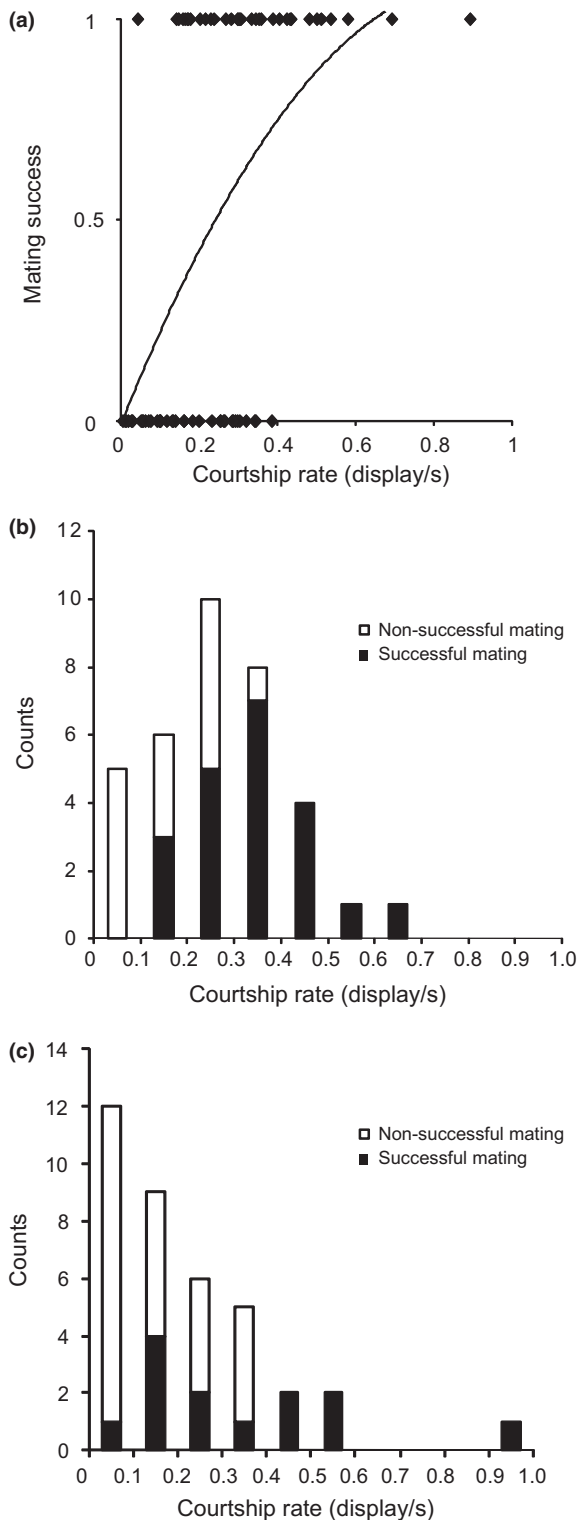 (a)
1
0.5
0
Mating success
0 0.2 0.4 0.6 0.8 1
Courtship rate (display/s)
(b)
12
10
8
6
4
2
0
Counts
Non-successful mating
Successful mating
0 0.1 0.2 0.3 0.4 0.5 0.6 0.7 0.8 0.9 1.0
Courtship rate (display/s)
(c)
14
12
10
8
6
4
2
0
Counts
Non-successful mating
Successful mating
0 0.1 0.2 0.3 0.4 0.5 0.6 0.7 0.8 0.9 1.0
Courtship rate (display/s)